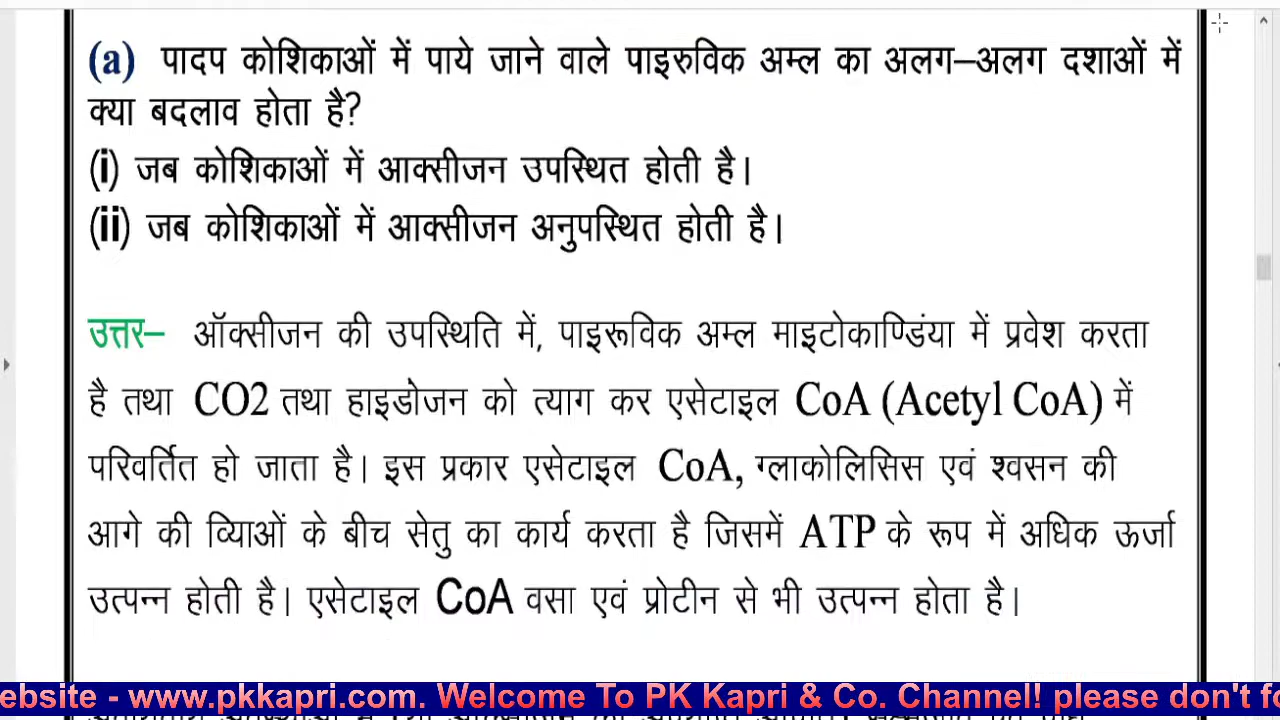 (a) पादप कोशिकाओं में पाये जाने वाले पाइरुविक अम्ल का अलग–अलग दशाओं में
क्या बदलाव होता है?
(i) जब कोशिकाओं में आक्सीजन उपस्थित होती है।
(ii) जब कोशिकाओं में आक्सीजन अनुपस्थित होती है।
उत्तर– ऑक्सीजन की उपस्थिति में, पाइरूविक अम्ल माइटोकाण्डिंया में प्रवेश करता
है तथा CO2 तथा हाइडोजन को त्याग कर एसेटाइल CoA (Acetyl CoA) में
परिवर्तित हो जाता है। इस प्रकार एसेटाइल CoA, ग्लाकोलिसिस एवं श्वसन की
आगे की व्यिाओं के बीच सेतु का कार्य करता है जिसमें ATP के रूप में अधिक ऊर्जा
उत्पन्न होती है। एसेटाइल CoA वसा एवं प्रोटीन से भी उत्पन्न होता है।
ebsite - www.pkkapri.com. Welcome To PK Kapri & Co. Channel! please don't fo